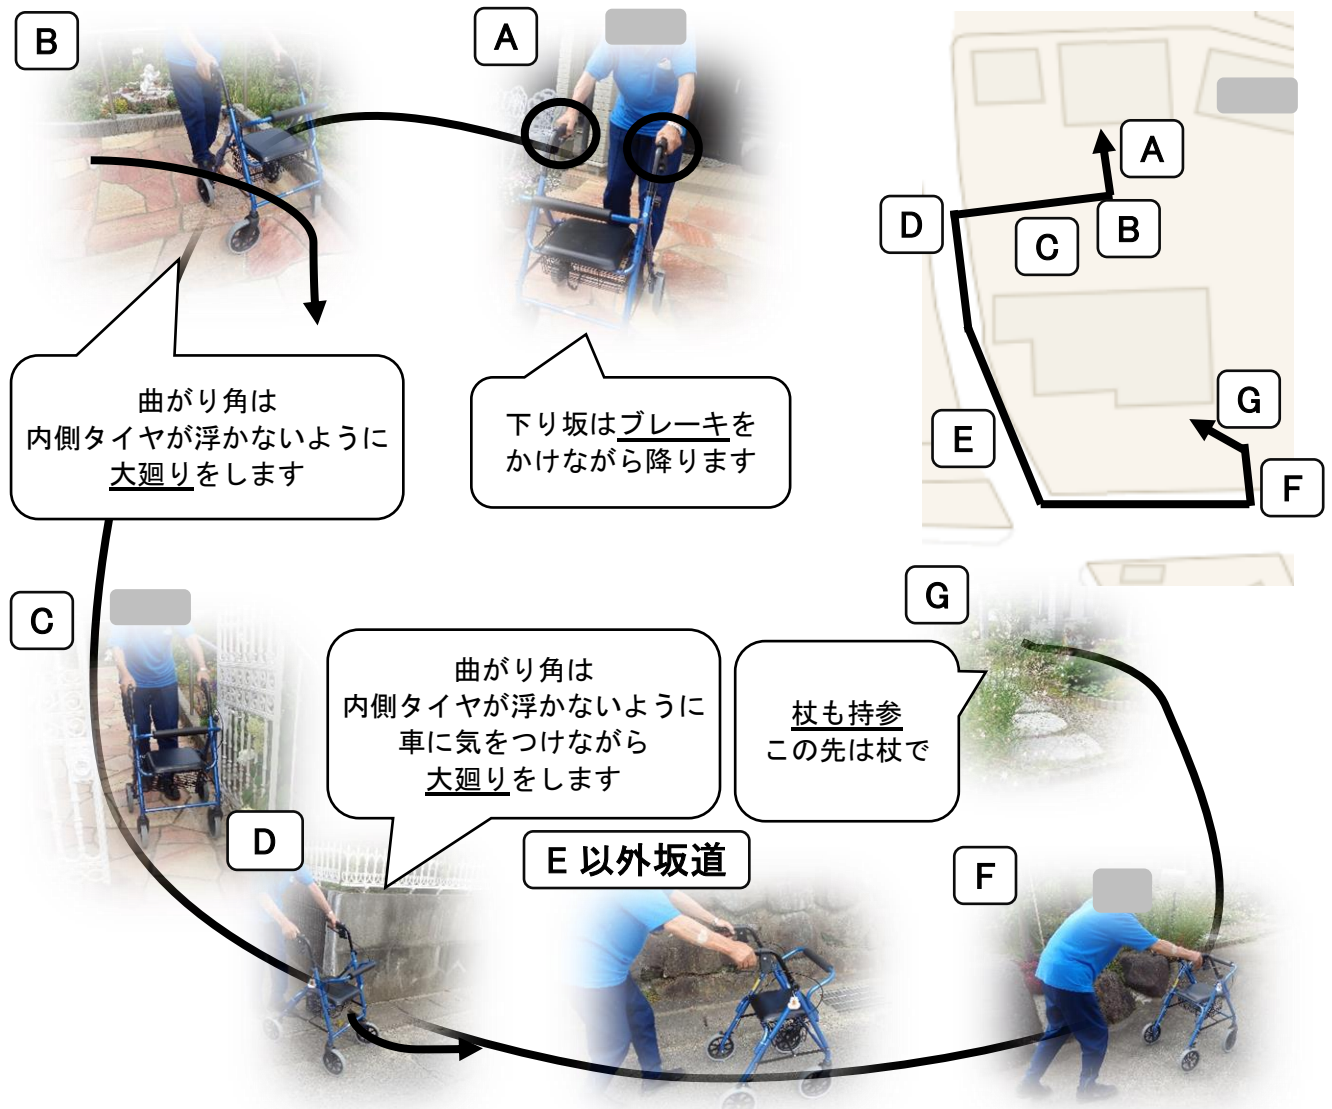 B
A
A
D
C
B
曲がり角は
内側タイヤが浮かないように
大廻りをします
下り坂はブレーキを
かけながら降ります
G
E
F
C
G
曲がり角は
内側タイヤが浮かないように
車に気をつけながら
大廻りをします
杖も持参
この先は杖で
D
E 以外坂道
F